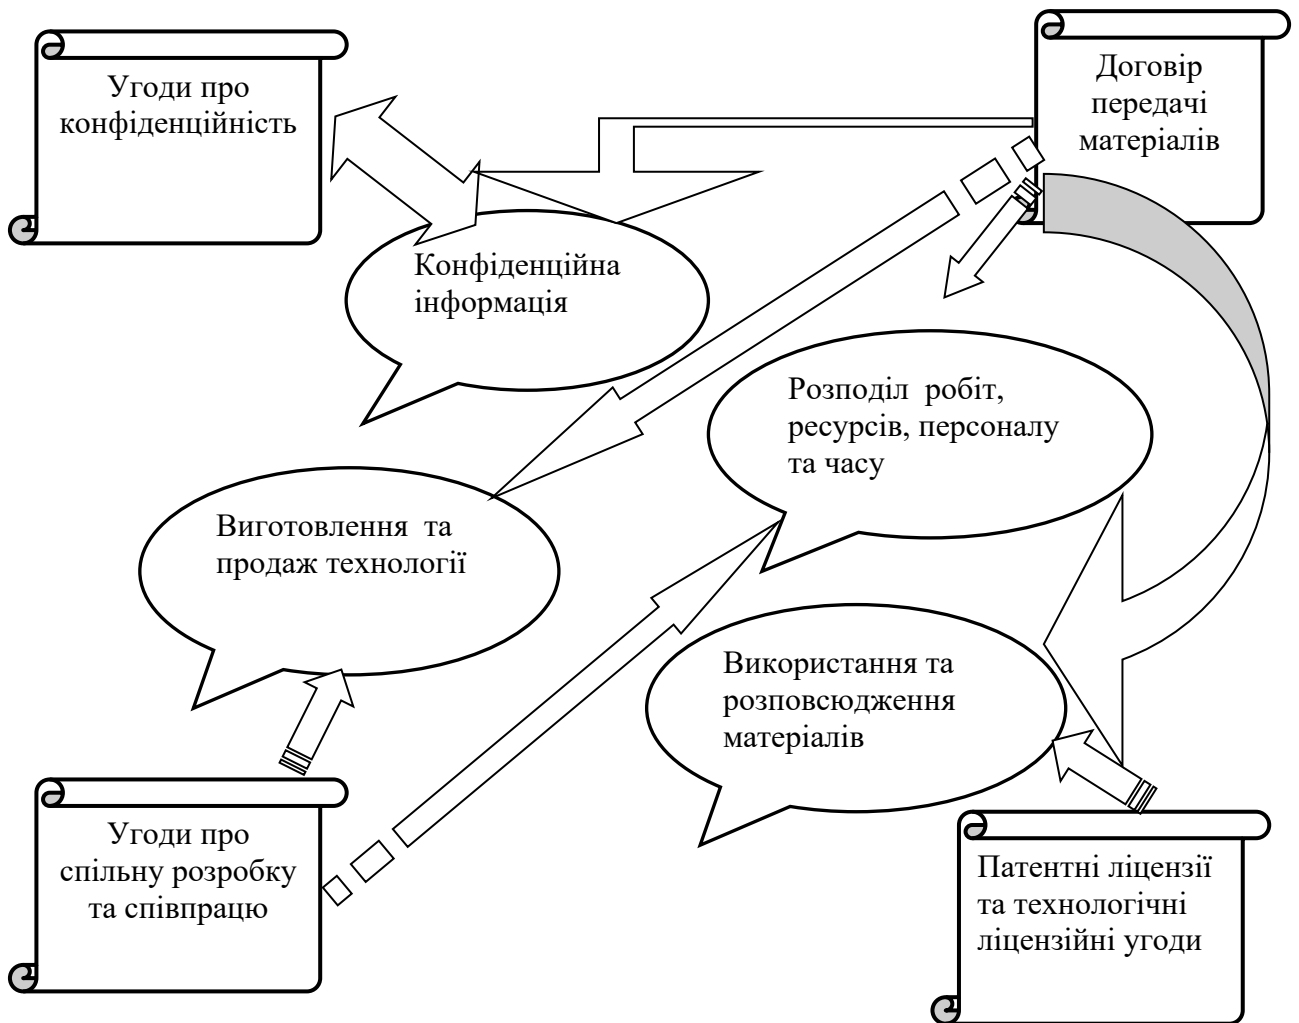 Угоди про
конфіденційність
Договір
передачі
матеріалів
Конфіденційна
інформація
Розподіл робіт,
ресурсів, персоналу
та часу
Виготовлення та
продаж технології
Використання та
розповсюдження
матеріалів
Угоди про
спільну розробку
та співпрацю
Патентні ліцензії
та технологічні
ліцензійні угоди